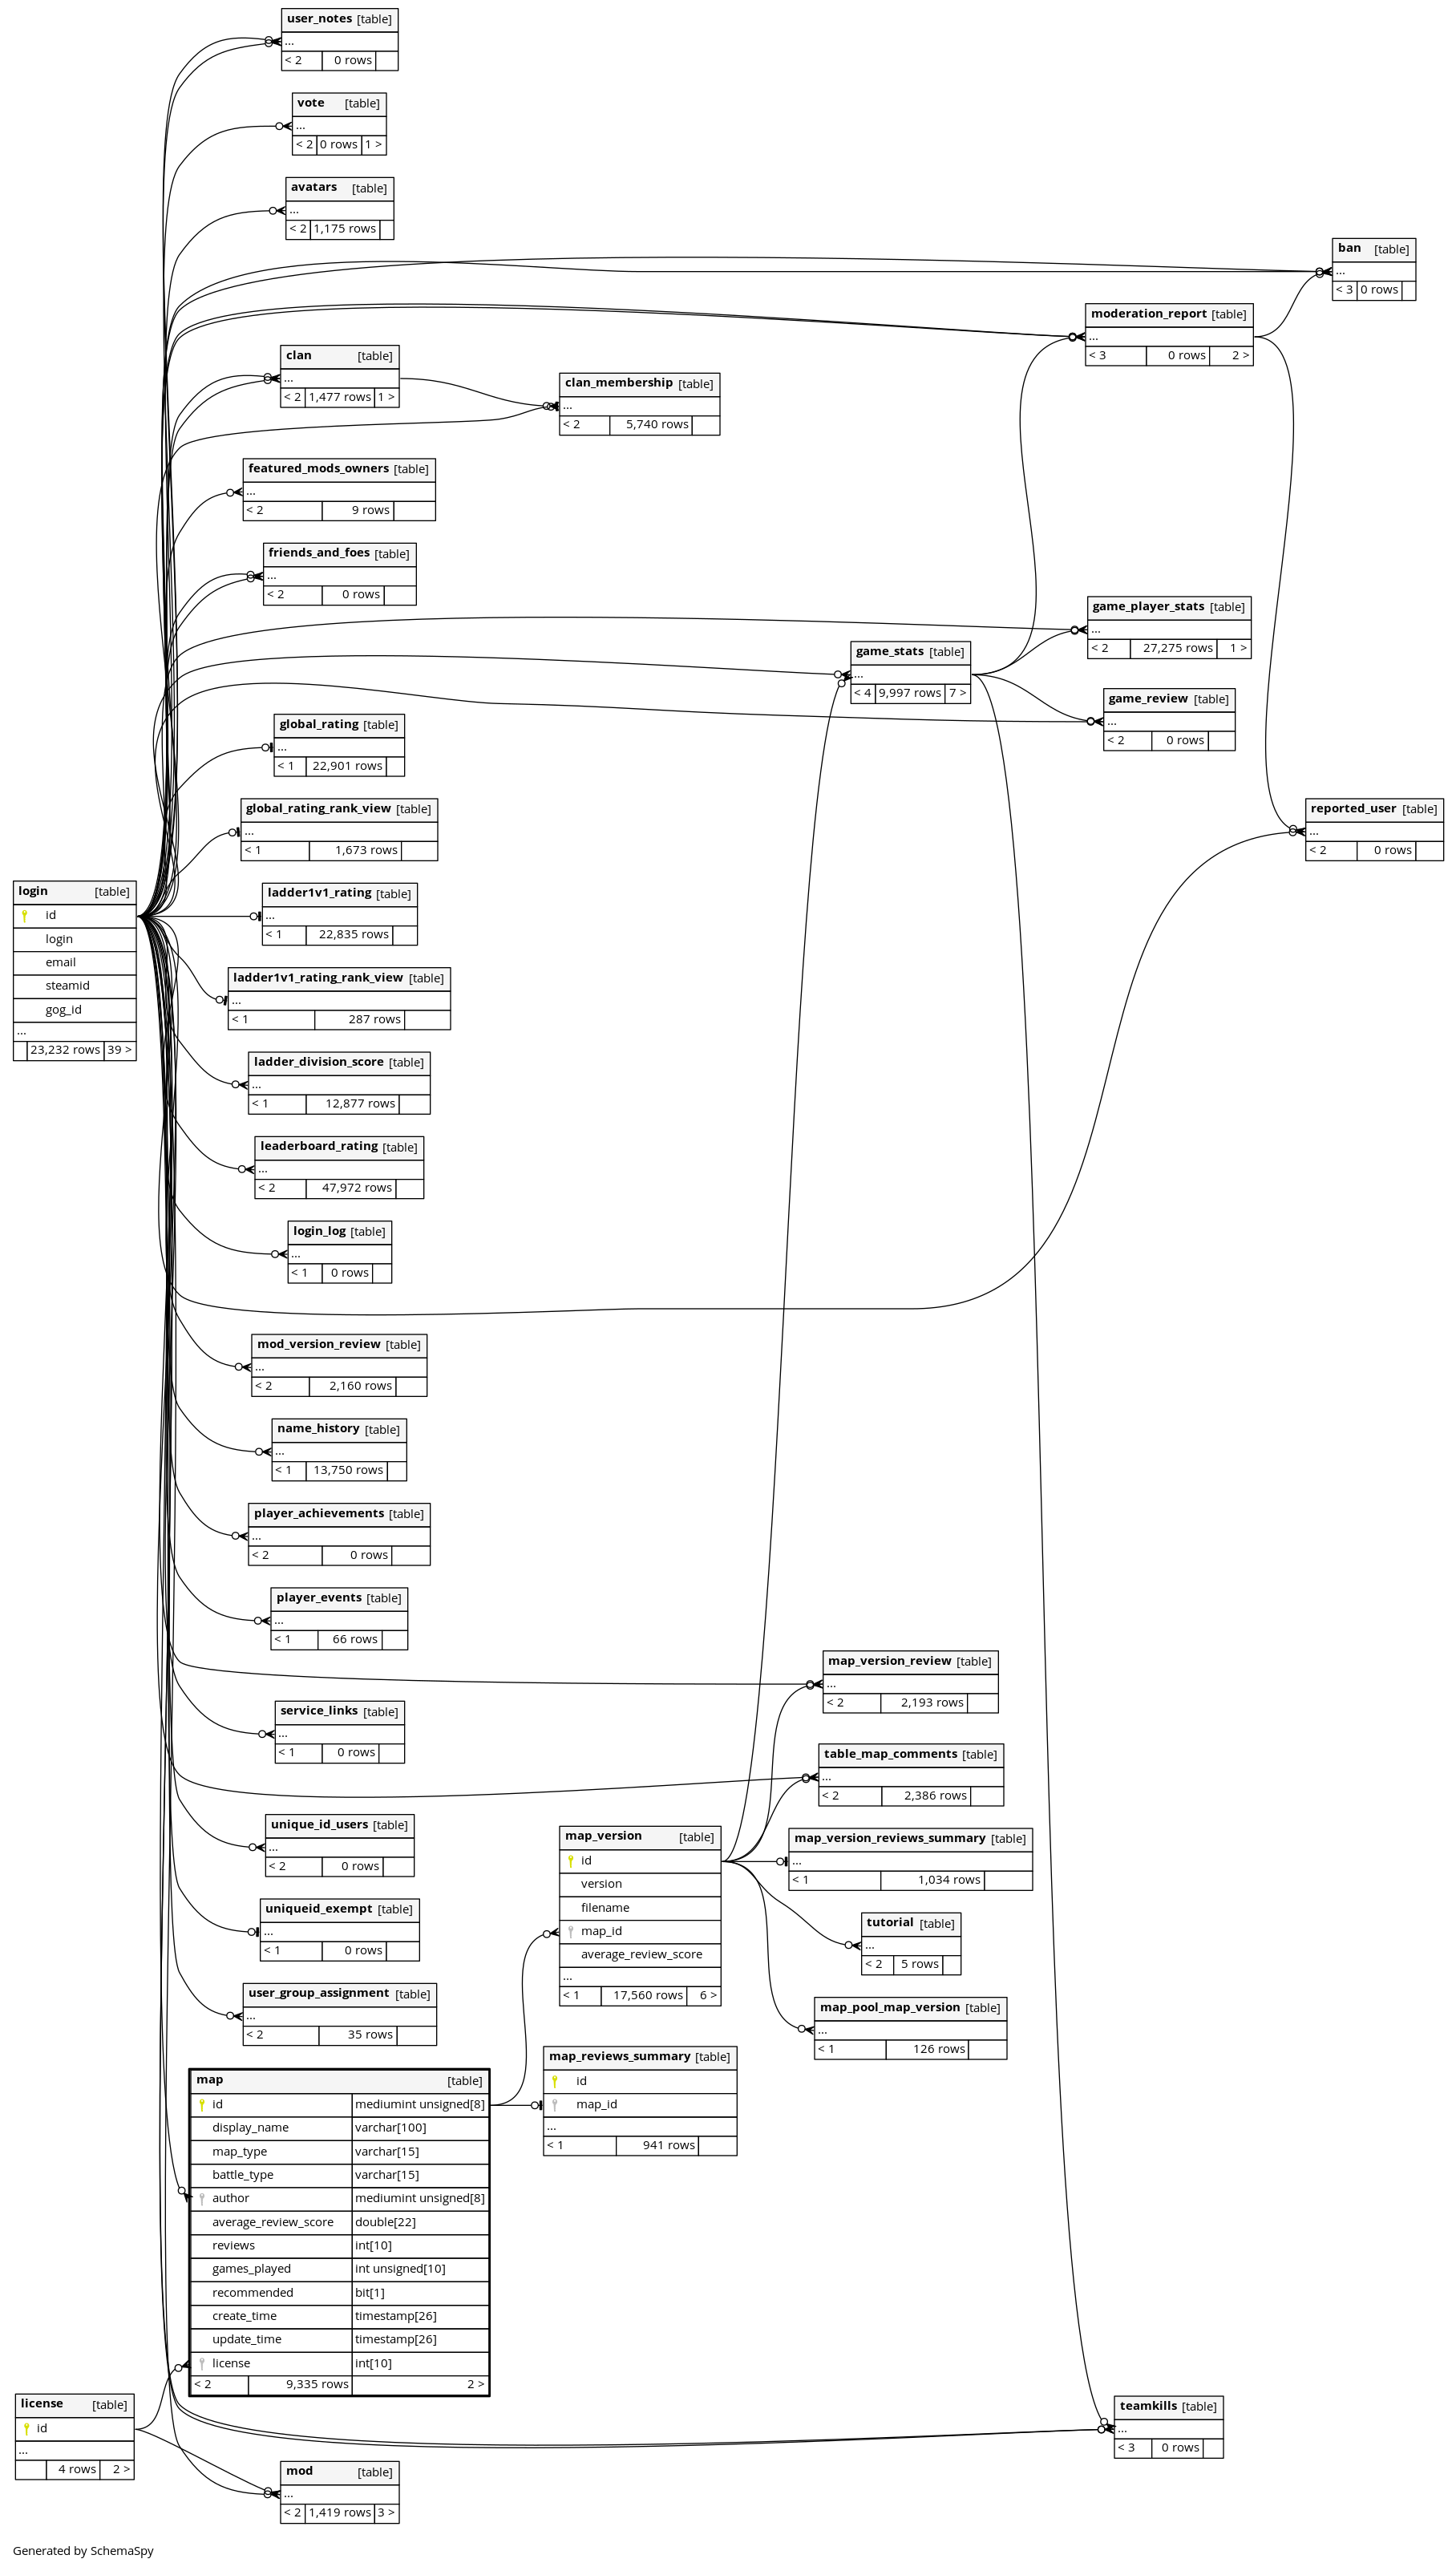 user_notes [table]
...
< 2 0 rows
vote [table]
...
< 2 0 rows 1 >
avatars [table]
...
< 2 1,175 rows
ban [table]
...
< 3 0 rows
moderation_report [table]
...
< 3 0 rows 2 >
clan [table]
...
< 2 1,477 rows 1 >
clan_membership [table]
...
< 2 5,740 rows
featured_mods_owners [table]
...
< 2 9 rows
friends_and_foes [table]
...
< 2 0 rows
game_player_stats [table]
...
< 2 27,275 rows 1 >
game_stats [table]
...
< 4 9,997 rows 7 >
game_review [table]
...
< 2 0 rows
global_rating [table]
...
< 1 22,901 rows
global_rating_rank_view [table]
...
< 1 1,673 rows
reported_user [table]
...
< 2 0 rows
login [table]
id
login
email
steamid
gog_id
...
23,232 rows 39 >
ladder1v1_rating [table]
...
< 1 22,835 rows
ladder1v1_rating_rank_view [table]
...
< 1 287 rows
ladder_division_score [table]
...
< 1 12,877 rows
leaderboard_rating [table]
...
< 2 47,972 rows
login_log [table]
...
< 1 0 rows
mod_version_review [table]
...
< 2 2,160 rows
name_history [table]
...
< 1 13,750 rows
player_achievements [table]
...
< 2 0 rows
player_events [table]
...
< 1 66 rows
map_version_review [table]
...
< 2 2,193 rows
service_links [table]
...
< 1 0 rows
table_map_comments [table]
...
< 2 2,386 rows
unique_id_users [table]
...
< 2 0 rows
map_version [table]
id
version
filename
map_id
average_review_score
...
< 1 17,560 rows 6 >
map_version_reviews_summary [table]
...
< 1 1,034 rows
uniqueid_exempt [table]
...
< 1 0 rows
tutorial [table]
...
< 2 5 rows
user_group_assignment [table]
...
< 2 35 rows
map_pool_map_version [table]
...
< 1 126 rows
map_reviews_summary [table]
id
map_id
...
< 1 941 rows
map [table]
id mediumint unsigned[8]
display_name varchar[100]
map_type varchar[15]
battle_type varchar[15]
author mediumint unsigned[8]
average_review_score double[22]
reviews int[10]
games_played int unsigned[10]
recommended bit[1]
create_time timestamp[26]
update_time timestamp[26]
license int[10]
< 2 9,335 rows 2 >
license [table]
id
...
4 rows 2 >
teamkills [table]
...
< 3 0 rows
mod [table]
...
< 2 1,419 rows 3 >
Generated by SchemaSpy